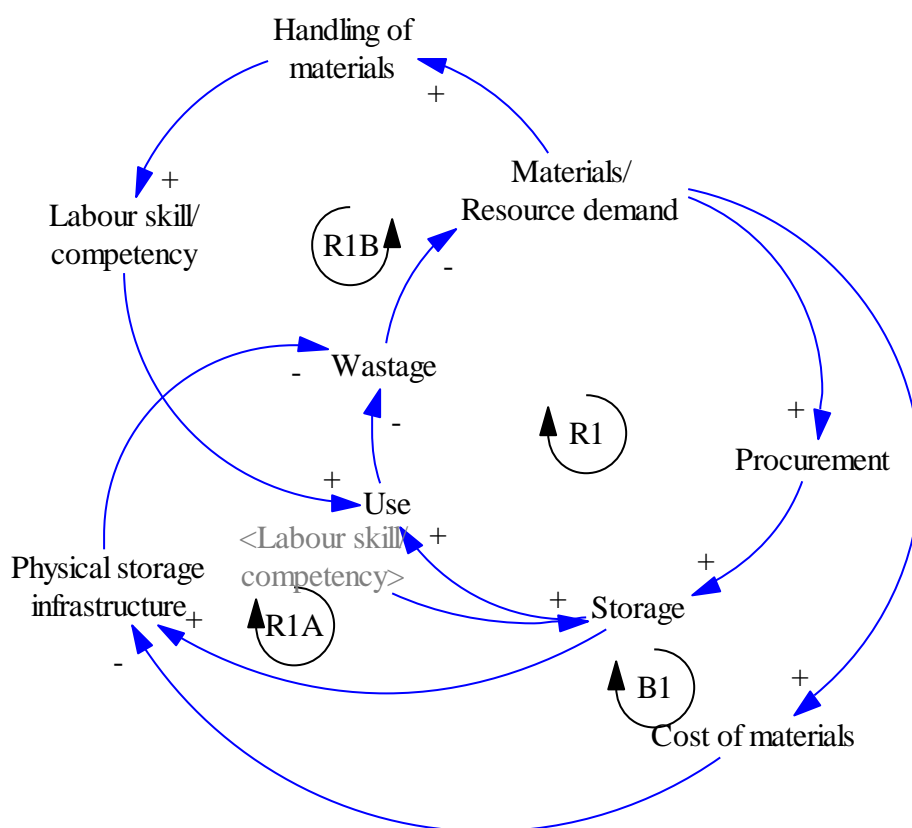 Handling of
materials
+
Materials/
Resource demand
+
Labour skill/
competency
R1B
-
Wastage
-
-
R1
+
Procurement
+
Use
+
<Labour skill/
competency>
+
Physical storage
infrastructure
+
R1A
+
Storage
-
B1
+
Cost of materials